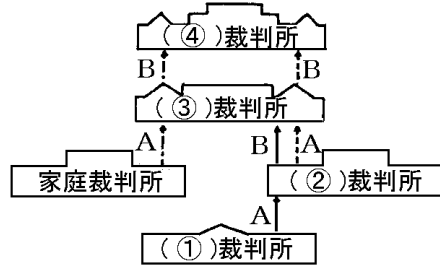 ( ④ )裁判所
B B
( ③ )裁判所
A B A
家庭裁判所 ( ② )裁判所
A
( ① )裁判所